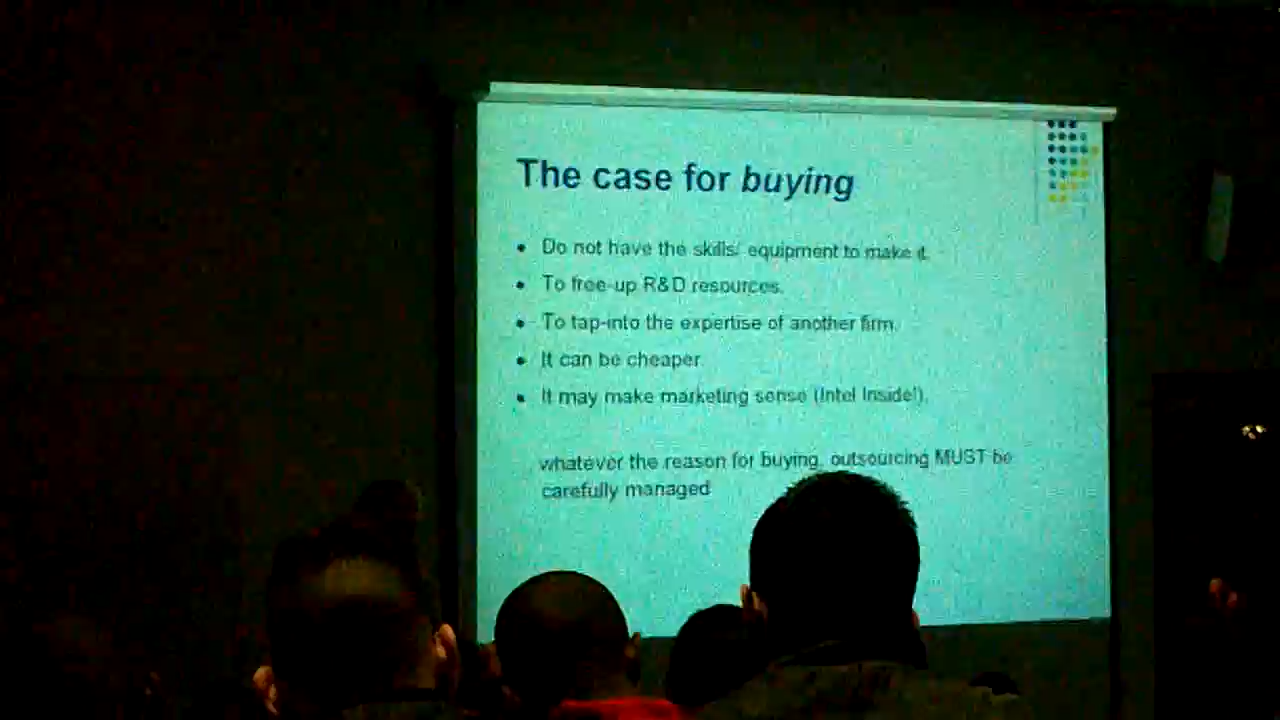 The case for buying
• Do not have the skills/ equipment to make it.
• To free-up R&D resources.
• To tap-into the expertise of another firm.
• It can be cheaper.
• It may make marketing sense (Intel Inside!).
whatever the reason for buying, outsourcing MUST be
carefully managed